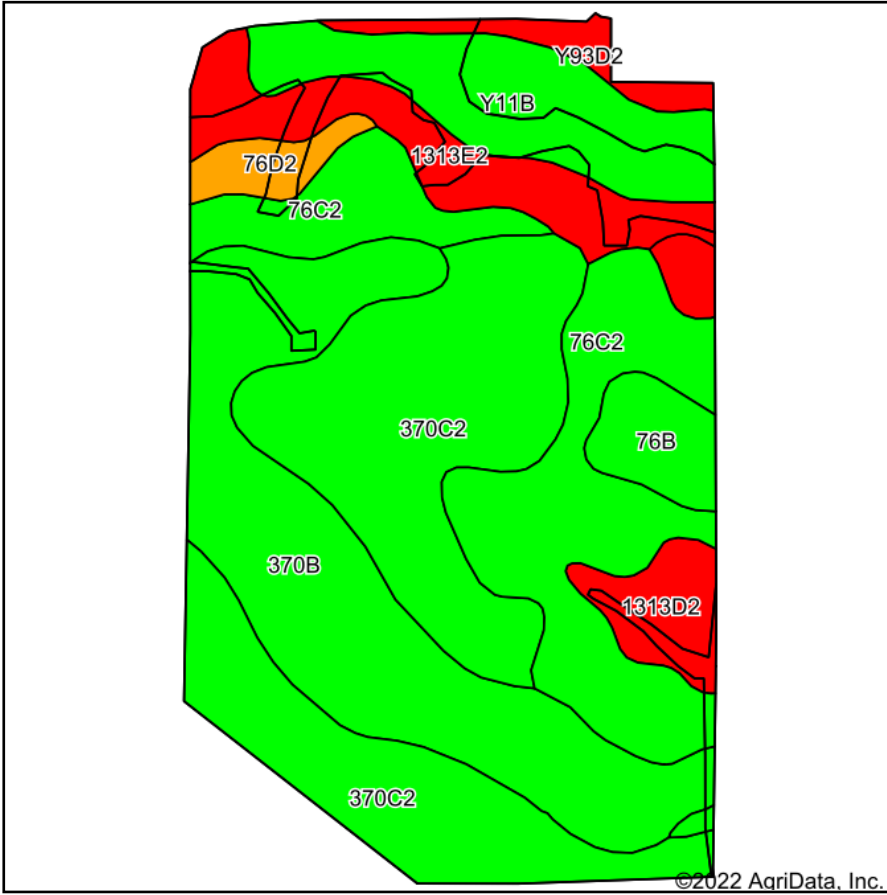 Y93D2
Y11B
1313E2
76D2
76C2
76C2
370C2
76B
370B
1313D2
370C2
©2022 AgriData, Inc.